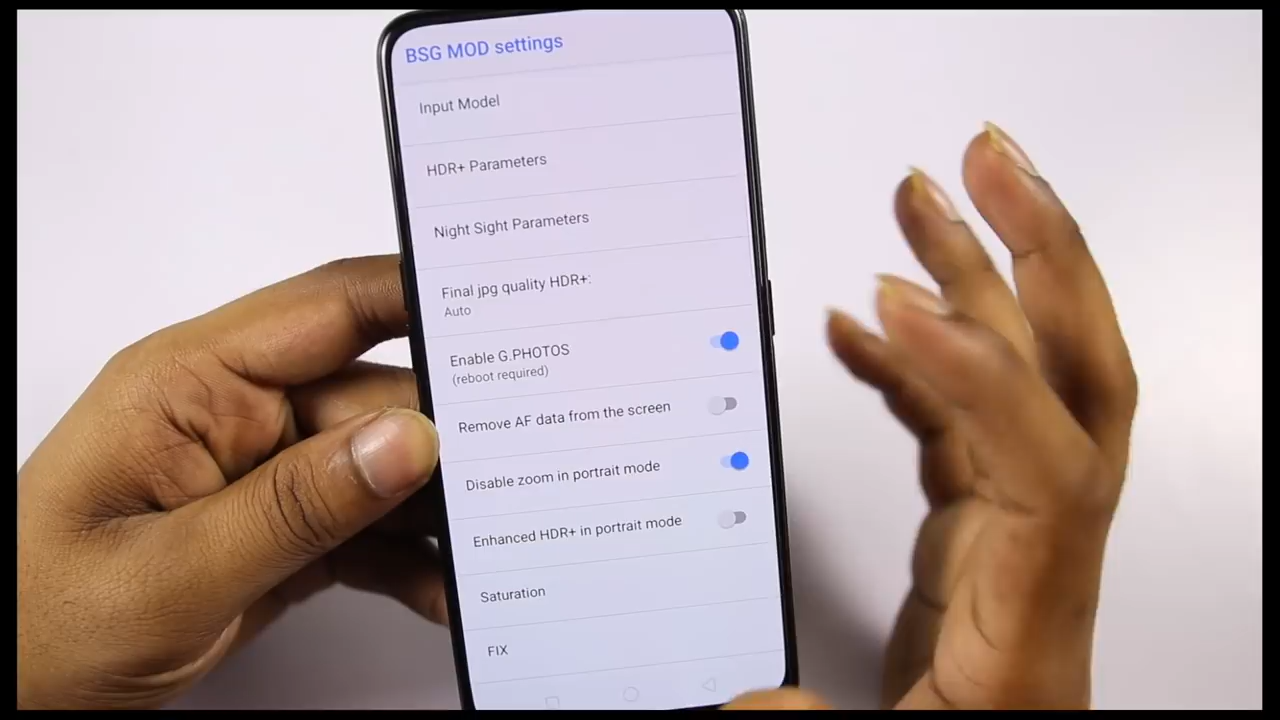 BSG MOD settings
Input Model
HDR+ Parameters
Night Sight Parameters
Final jpg quality HDR+:
Auto
Enable G.PHOTOS
(reboot required)
Remove AF data from the screen
Disable zoom in portrait mode
Enhanced HDR+ in portrait mode
Saturation
FIX